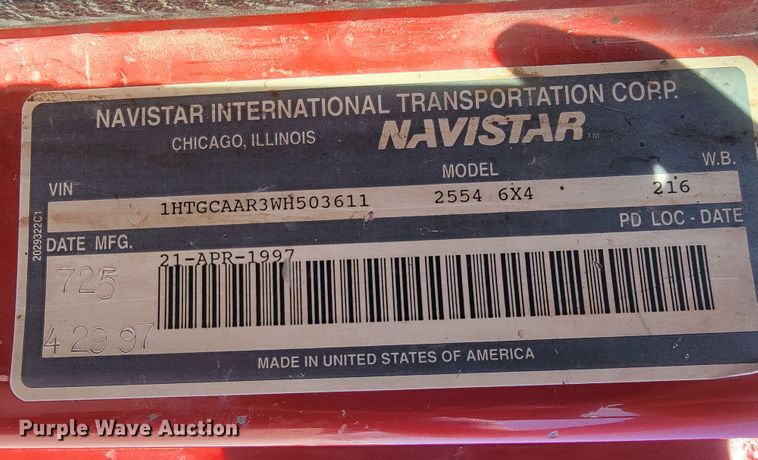 NAVISTAR INTERNATIONAL TRANSPORTATION CORP.
CHICAGO, ILLINOIS NAVISTAR™
VIN MODEL W.B.
1HTGCAAR3WH503611 2554 6X4 216
DATE MFG. PD LOC - DATE
21-APR-1997
725
4 29 97
MADE IN UNITED STATES OF AMERICA
2029322C1
Purple Wave Auction